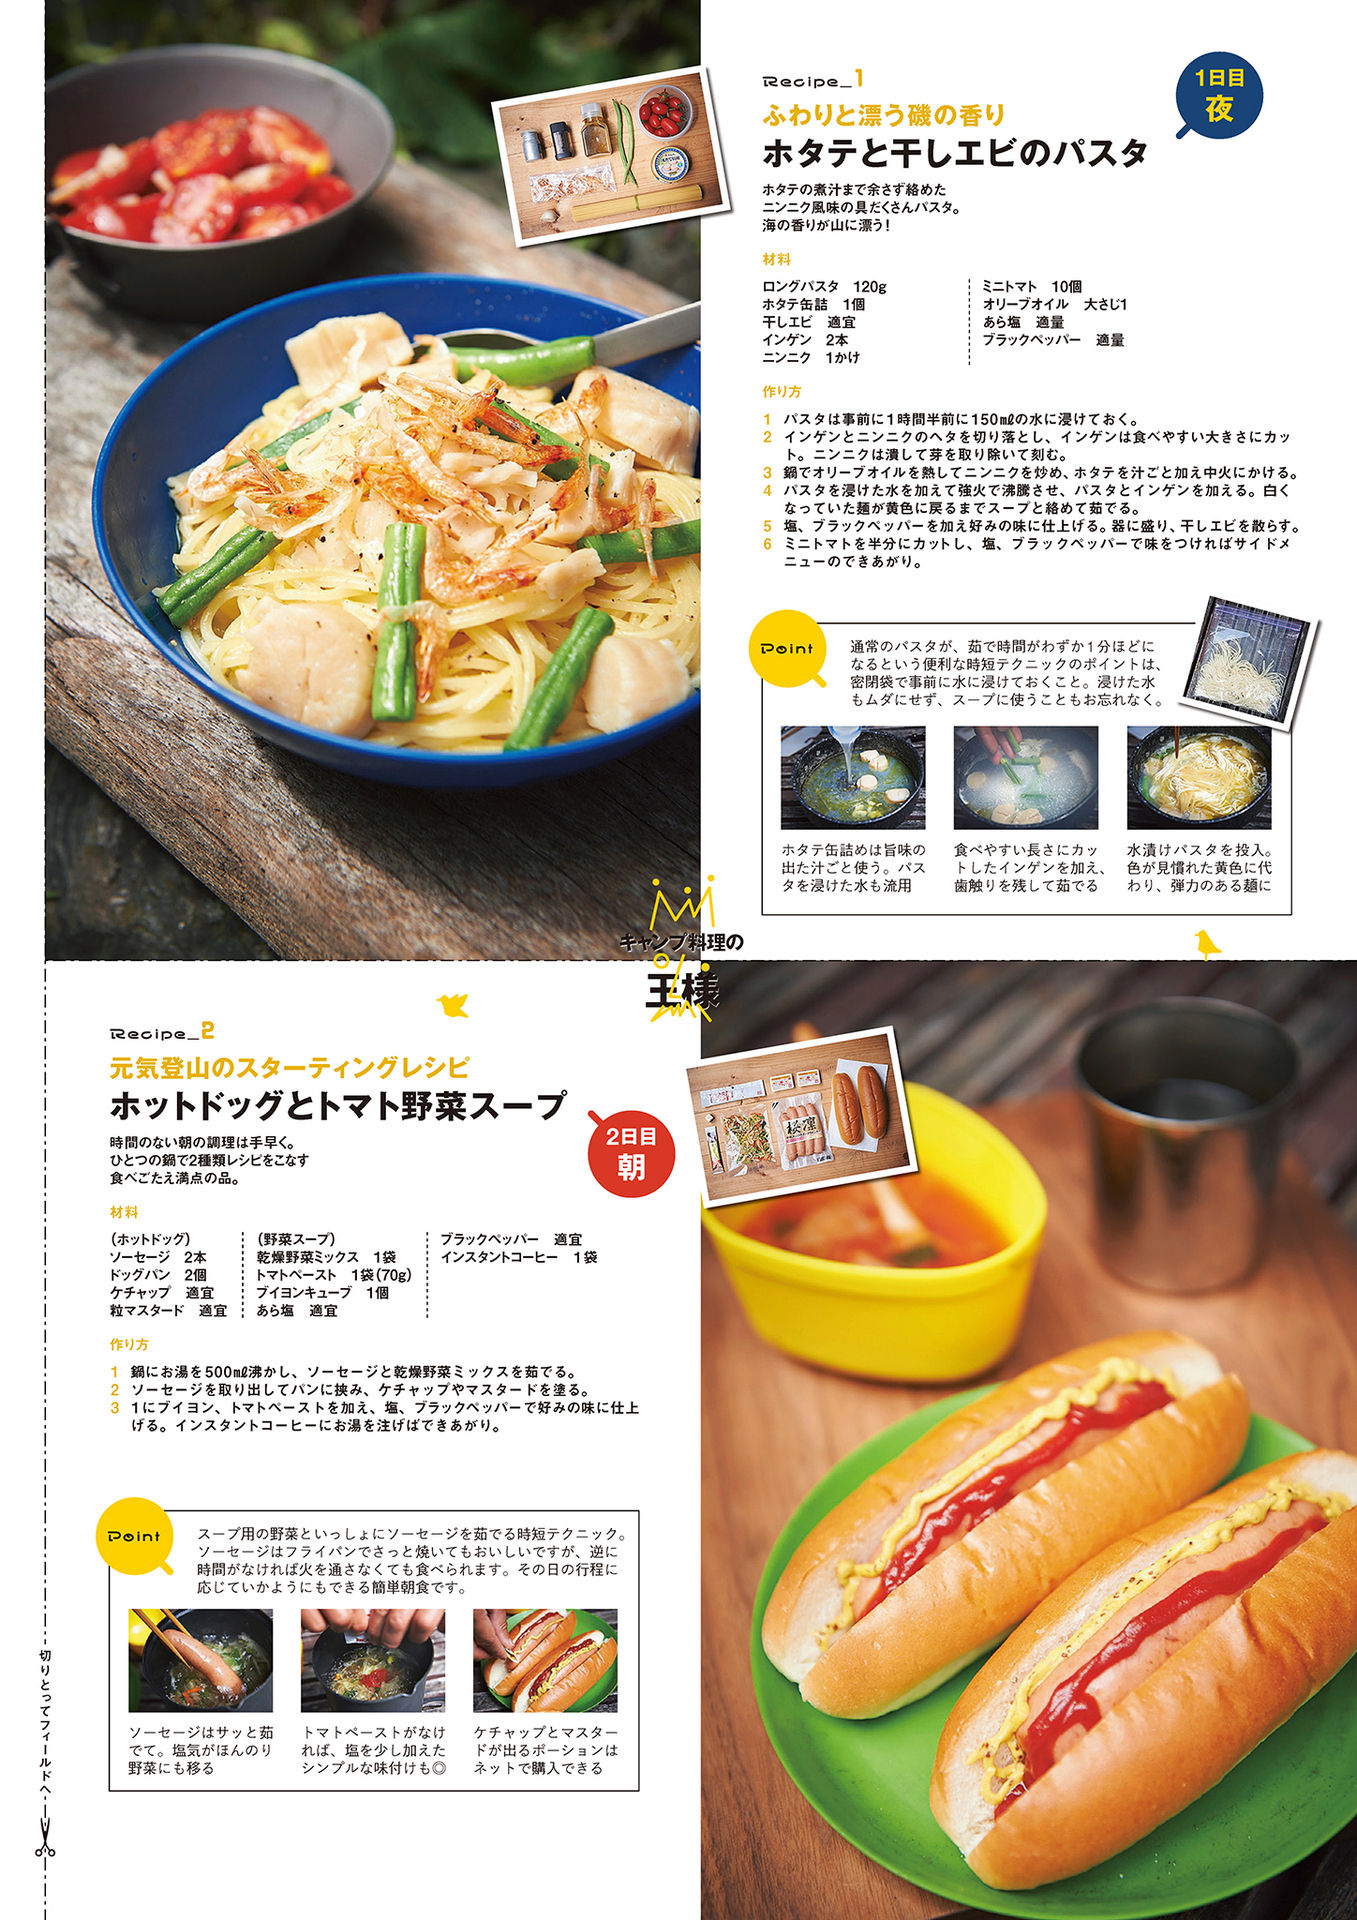 Recipe_1
ふわりと漂う磯の香り
ホタテと干しエビのパスタ
1日目
夜
ホタテの煮汁まで余さず絡めた
ニンニク風味の具だくさんパスタ。
海の香りが山に漂う！
材料
ロングパスタ　120g
ホタテ缶詰　1個
干しエビ　適宜
インゲン　2本
ニンニク　1かけ
ミニトマト　10個
オリーブオイル　大さじ1
あら塩　適量
ブラックペッパー　適量
作り方
1 パスタは事前に1時間半前に150㎖の水に浸けておく。
2 インゲンとニンニクのヘタを切り落とし、インゲンは食べやすい大きさにカッ
ト。ニンニクは潰して芽を取り除いて刻む。
3 鍋でオリーブオイルを熱してニンニクを炒め、ホタテを汁ごと加え中火にかける。
4 パスタを浸けた水を加えて強火で沸騰させ、パスタとインゲンを加える。白く
なっていた麺が黄色に戻るまでスープと絡めて茹でる。
5 塩、ブラックペッパーを加え好みの味に仕上げる。器に盛り、干しエビを散らす。
6 ミニトマトを半分にカットし、塩、ブラックペッパーで味をつければサイドメ
ニューのできあがり。
Point
通常のパスタが、茹で時間がわずか1分ほどに
なるという便利な時短テクニックのポイントは、
密閉袋で事前に水に浸けておくこと。浸けた水
もムダにせず、スープに使うこともお忘れなく。
ホタテ缶詰めは旨味の
出た汁ごと使う。パス
タを浸けた水も流用
食べやすい長さにカッ
トしたインゲンを加え、
歯触りを残して茹でる
水漬けパスタを投入。
色が見慣れた黄色に代
わり、弾力のある麺に
キャンプ料理の
王様
Recipe_2
元気登山のスターティングレシピ
ホットドッグとトマト野菜スープ
2日目
朝
時間のない朝の調理は手早く。
ひとつの鍋で2種類レシピをこなす
食べごたえ満点の品。
材料
（ホットドッグ）
ソーセージ　2本
ドッグパン　2個
ケチャップ　適宜
粒マスタード　適宜
（野菜スープ）
乾燥野菜ミックス　1袋
トマトペースト　1袋（70g）
ブイヨンキューブ　1個
あら塩　適宜
ブラックペッパー　適宜
インスタントコーヒー　1袋
作り方
1 鍋にお湯を500㎖沸かし、ソーセージと乾燥野菜ミックスを茹でる。
2 ソーセージを取り出してパンに挟み、ケチャップやマスタードを塗る。
3 1にブイヨン、トマトペーストを加え、塩、ブラックペッパーで好みの味に仕上
げる。インスタントコーヒーにお湯を注げばできあがり。
Point
スープ用の野菜といっしょにソーセージを茹でる時短テクニック。
ソーセージはフライパンでさっと焼いてもおいしいですが、逆に
時間がなければ火を通さなくても食べられます。その日の行程に
応じていかようにもできる簡単朝食です。
ソーセージはサッと茹
でて。塩気がほんのり
野菜にも移る
トマトペーストがなけ
れば、塩を少し加えた
シンプルな味付けも◎
ケチャップとマスター
ドが出るポーションは
ネットで購入できる
切りとってフィールドへ